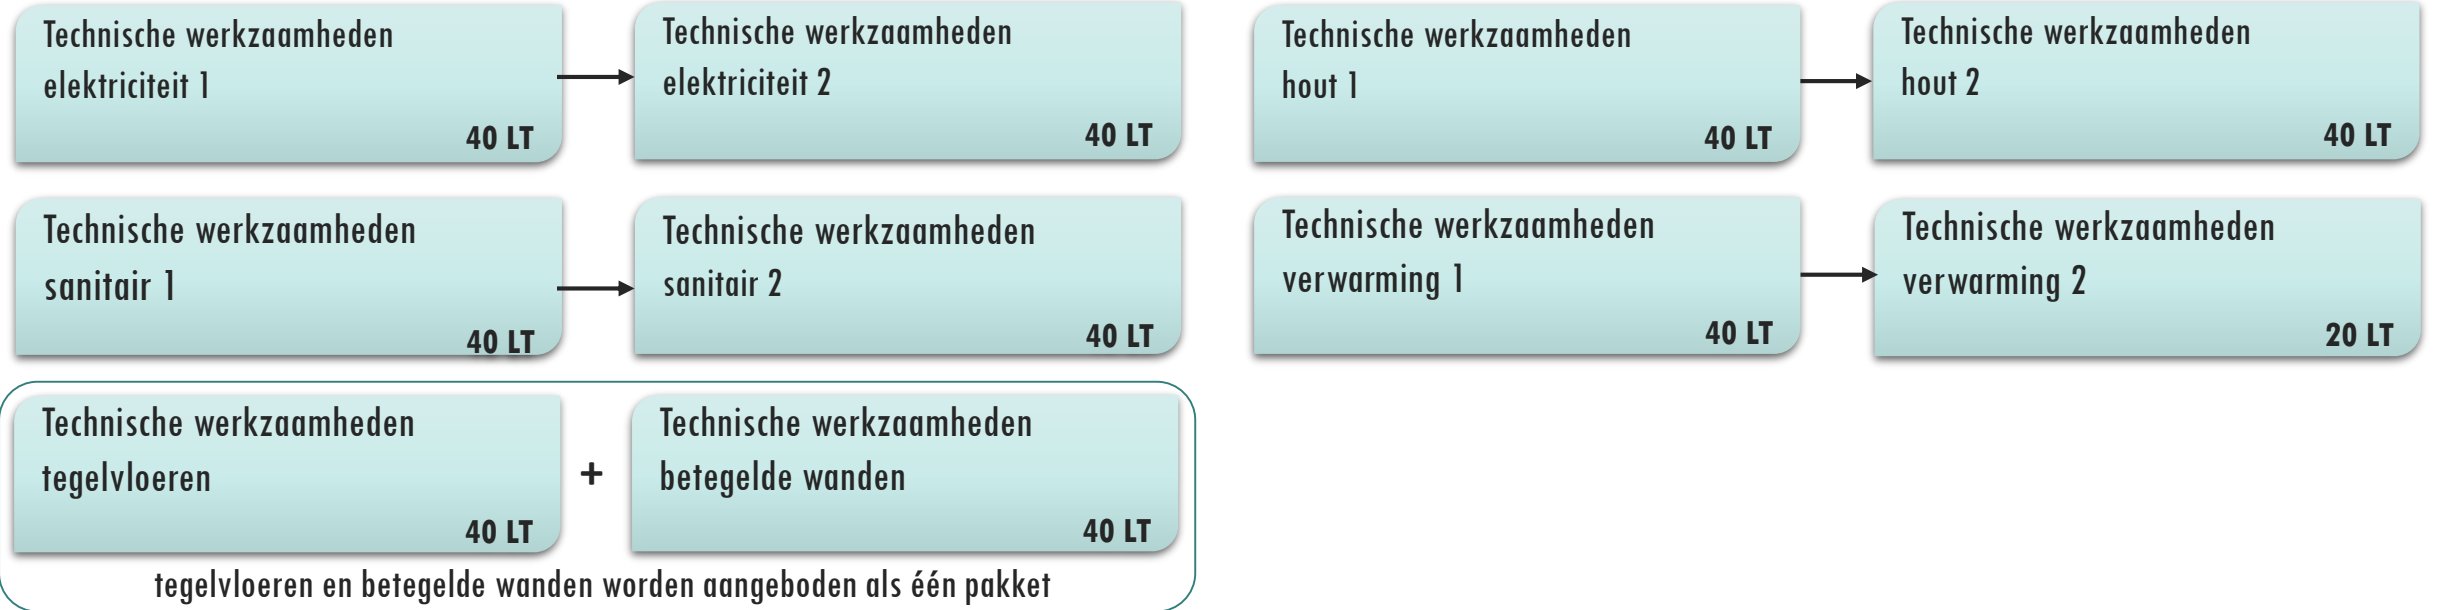 Technische werkzaamheden
elektriciteit 1
40 LT
Technische werkzaamheden
elektriciteit 2
40 LT
Technische werkzaamheden
hout 1
40 LT
Technische werkzaamheden
hout 2
40 LT
Technische werkzaamheden
sanitair 1
40 LT
Technische werkzaamheden
sanitair 2
40 LT
Technische werkzaamheden
verwarming 1
40 LT
Technische werkzaamheden
verwarming 2
20 LT
Technische werkzaamheden
tegelvloeren
40 LT
+
Technische werkzaamheden
betegelde wanden
40 LT
tegelvloeren en betegelde wanden worden aangeboden als één pakket